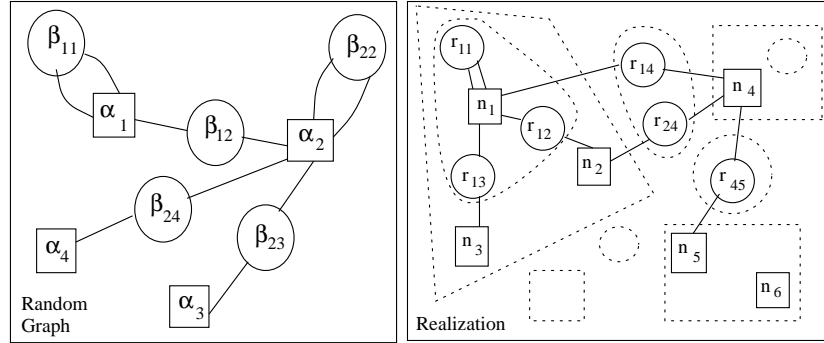 β11
β22
α1
β12
α2
β24
β23
α4
α3
Random
Graph
r11
r14
n1
n4
r12
r24
n2
r13
r45
n3
n5
n6
Realization